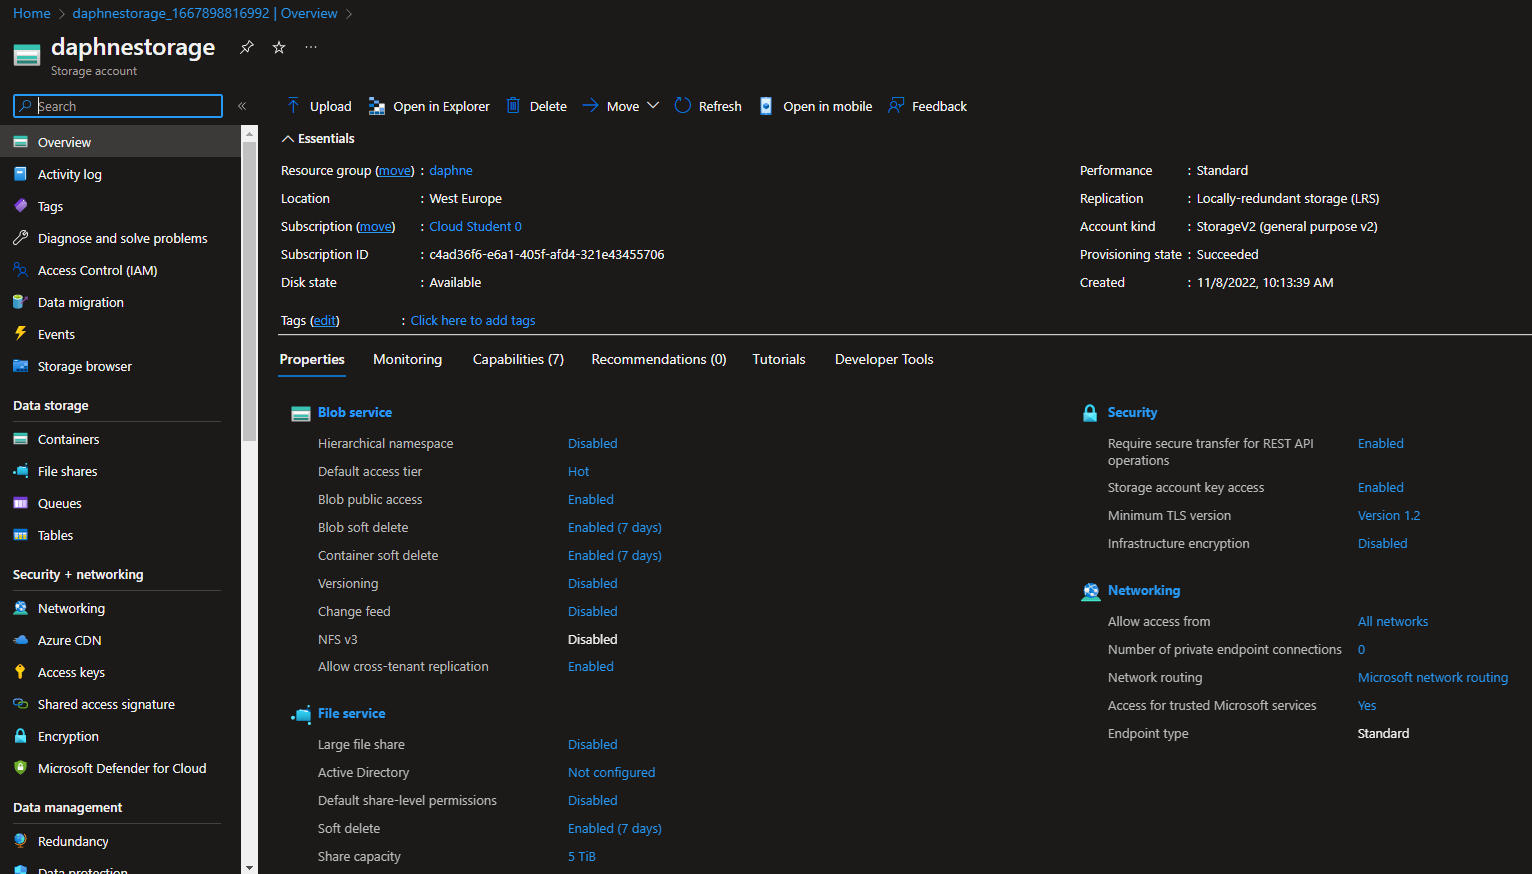 Home > daphnestorage_1667898816992 | Overview >
daphnestorage
Storage account
Search
«
Overview
Activity log
Tags
Diagnose and solve problems
Access Control (IAM)
Data migration
Events
Storage browser
Data storage
Containers
File shares
Queues
Tables
Security + networking
Networking
Azure CDN
Access keys
Shared access signature
Encryption
Microsoft Defender for Cloud
Data management
Redundancy
Data protection
Upload Open in Explorer Delete Move Refresh Open in mobile Feedback
Essentials
Resource group (move) : daphne
Location : West Europe
Subscription (move) : Cloud Student 0
Subscription ID : c4ad36f6-e6a1-405f-afd4-321e43455706
Disk state : Available
Performance : Standard
Replication : Locally-redundant storage (LRS)
Account kind : StorageV2 (general purpose v2)
Provisioning state : Succeeded
Created : 11/8/2022, 10:13:39 AM
Tags (edit) : Click here to add tags
Properties Monitoring Capabilities (7) Recommendations (0) Tutorials Developer Tools
Blob service
Hierarchical namespace Disabled
Default access tier Hot
Blob public access Enabled
Blob soft delete Enabled (7 days)
Container soft delete Enabled (7 days)
Versioning Disabled
Change feed Disabled
NFS v3 Disabled
Allow cross-tenant replication Enabled
File service
Large file share Disabled
Active Directory Not configured
Default share-level permissions Disabled
Soft delete Enabled (7 days)
Share capacity 5 TiB
Security
Require secure transfer for REST API Enabled
operations
Storage account key access Enabled
Minimum TLS version Version 1.2
Infrastructure encryption Disabled
Networking
Allow access from All networks
Number of private endpoint connections 0
Network routing Microsoft network routing
Access for trusted Microsoft services Yes
Endpoint type Standard